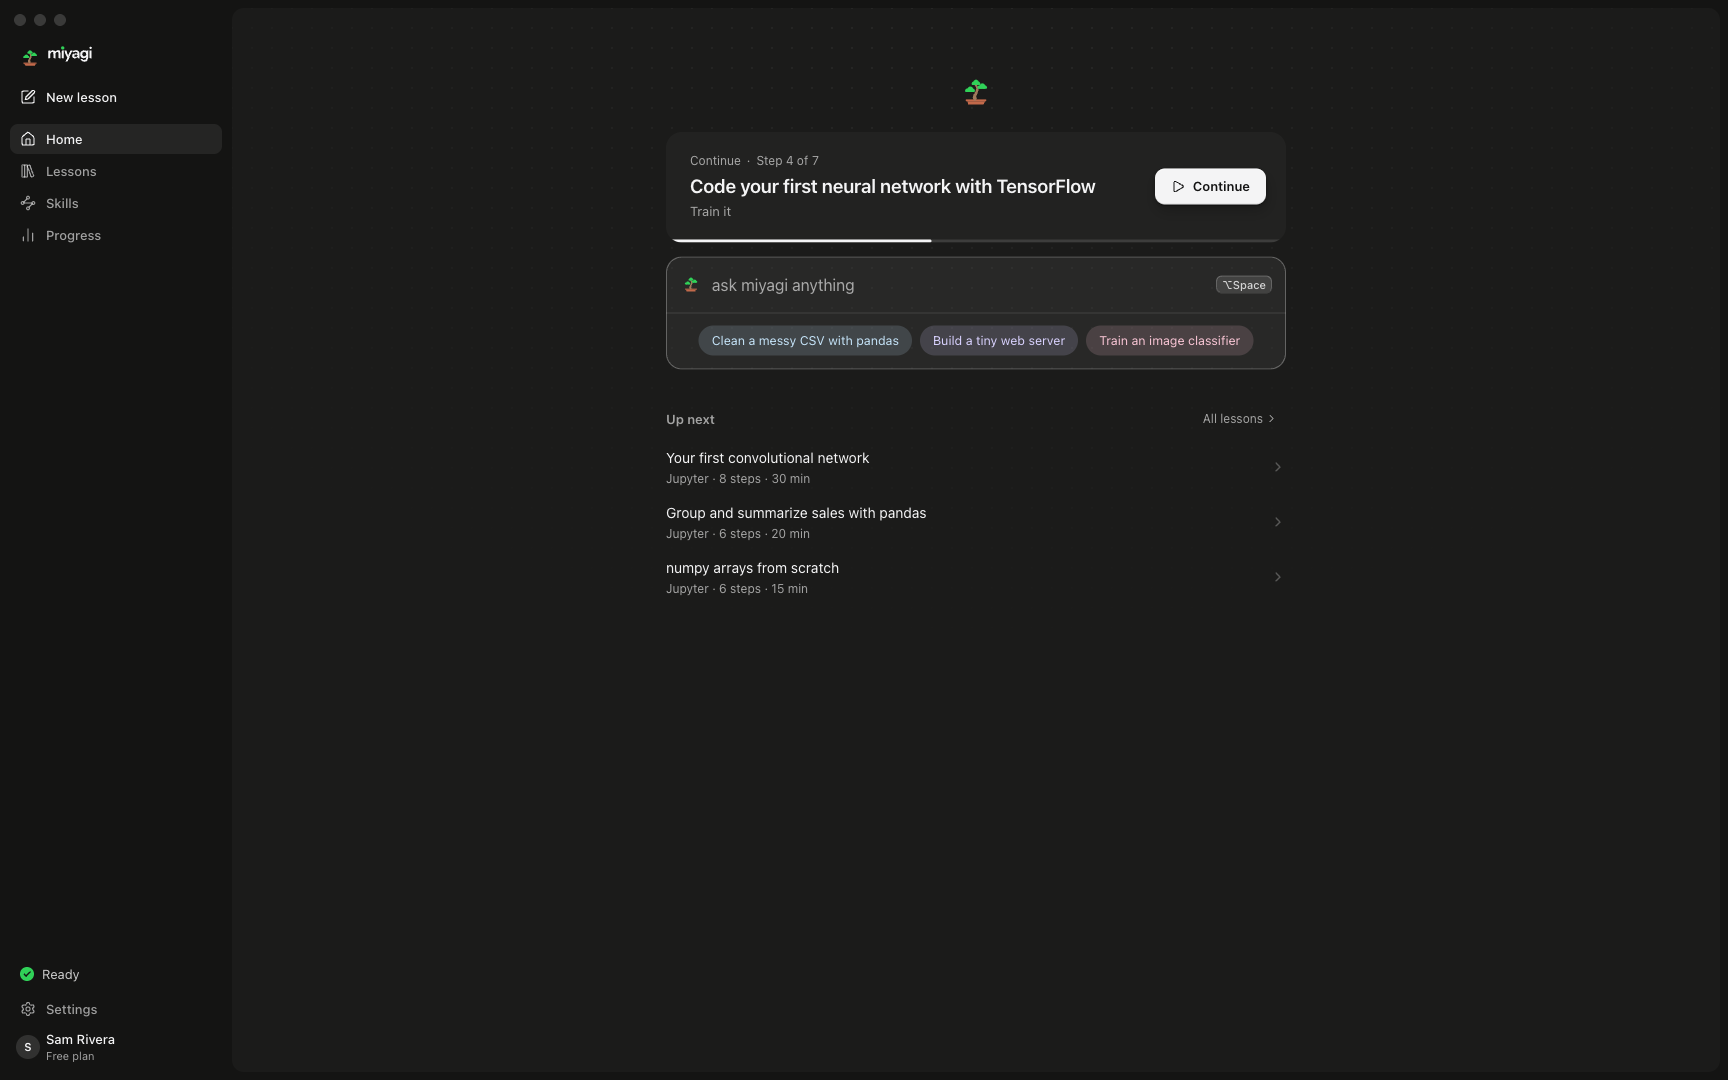 miyagi
New lesson
Home
Lessons
Skills
Progress
Continue · Step 4 of 7
Code your first neural network with TensorFlow
Train it
Continue
ask miyagi anything
⌥Space
Clean a messy CSV with pandas
Build a tiny web server
Train an image classifier
Up next
All lessons
Your first convolutional network
Jupyter · 8 steps · 30 min
Group and summarize sales with pandas
Jupyter · 6 steps · 20 min
numpy arrays from scratch
Jupyter · 6 steps · 15 min
Ready
Settings
S
Sam Rivera
Free plan